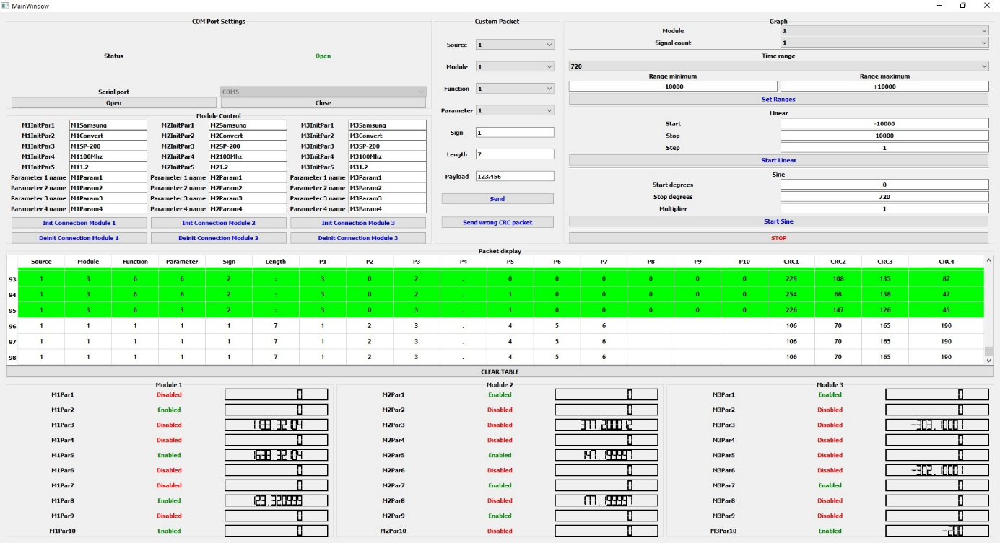 MainWindow
COM Port Settings
Status Open
Serial port COM5
Open Close
Module Control
M1InitPar1 M1Samsung M2InitPar1 M2Samsung M3InitPar1 M3Samsung
M1InitPar2 M1Convert M2InitPar2 M2Convert M3InitPar2 M3Convert
M1InitPar3 M1SP-200 M2InitPar3 M2SP-200 M3InitPar3 M3SP-200
M1InitPar4 M1100Mhz M2InitPar4 M2100Mhz M3InitPar4 M3100Mhz
M1InitPar5 M11.2 M2InitPar5 M21.2 M3InitPar5 M31.2
Parameter 1 name M1Param1 Parameter 1 name M2Param1 Parameter 1 name M3Param1
Parameter 2 name M1Param2 Parameter 2 name M2Param2 Parameter 2 name M3Param2
Parameter 3 name M1Param3 Parameter 3 name M2Param3 Parameter 3 name M3Param3
Parameter 4 name M1Param4 Parameter 4 name M2Param4 Parameter 4 name M3Param4
Init Connection Module 1 Init Connection Module 2 Init Connection Module 3
Deinit Connection Module 1 Deinit Connection Module 2 Deinit Connection Module 3
Custom Packet
Source 1
Module 1
Function 1
Parameter 1
Sign 1
Length 7
Payload 123.456
Send
Send wrong CRC packet
Graph
Module 1
Signal count 1
Time range
720
Range minimum Range maximum
-10000 +10000
Set Ranges
Linear
Start -10000
Stop 10000
Step 1
Start Linear
Sine
Start degrees 0
Stop degrees 720
Multiplier 1
Start Sine
STOP
Packet display
Source Module Function Parameter Sign Length P1 P2 P3 P4 P5 P6 P7 P8 P9 P10 CRC1 CRC2 CRC3 CRC4
93 1 3 6 6 2 : 3 0 2 . 0 0 0 0 0 0 229 108 135 87
94 1 3 6 6 2 : 3 0 2 . 1 0 0 0 0 0 254 68 138 47
95 1 3 6 3 2 : 3 0 3 . 1 0 0 0 0 0 226 147 126 45
96 1 1 1 1 1 7 1 2 3 . 4 5 6 106 70 165 190
97 1 1 1 1 1 7 1 2 3 . 4 5 6 106 70 165 190
98 1 1 1 1 1 7 1 2 3 . 4 5 6 106 70 165 190
CLEAR TABLE
Module 1 Module 2 Module 3
M1Par1 Disabled 0 M2Par1 Enabled 0 M3Par1 Enabled 0
M1Par2 Enabled 0 M2Par2 Disabled 0 M3Par2 Disabled 0
M1Par3 Disabled 1133.32104 M2Par3 Disabled 377.200012 M3Par3 Disabled -303.10001
M1Par4 Disabled 0 M2Par4 Disabled 0 M3Par4 Disabled 0
M1Par5 Enabled 1638.32104 M2Par5 Enabled 147.199997 M3Par5 Disabled 0
M1Par6 Disabled 0 M2Par6 Disabled 0 M3Par6 Disabled -302.10001
M1Par7 Disabled 0 M2Par7 Enabled 0 M3Par7 Enabled 0
M1Par8 Enabled 123.320999 M2Par8 Disabled 177.199997 M3Par8 Disabled 0
M1Par9 Disabled 0 M2Par9 Enabled 0 M3Par9 Disabled 0
M1Par10 Enabled 0 M2Par10 Disabled 0 M3Par10 Enabled -200